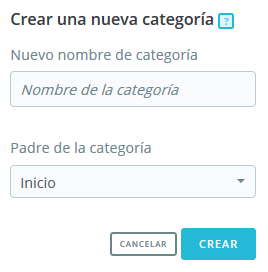 Crear una nueva categoría ?
Nuevo nombre de categoría
Nombre de la categoría
Padre de la categoría
Inicio
CANCELAR CREAR